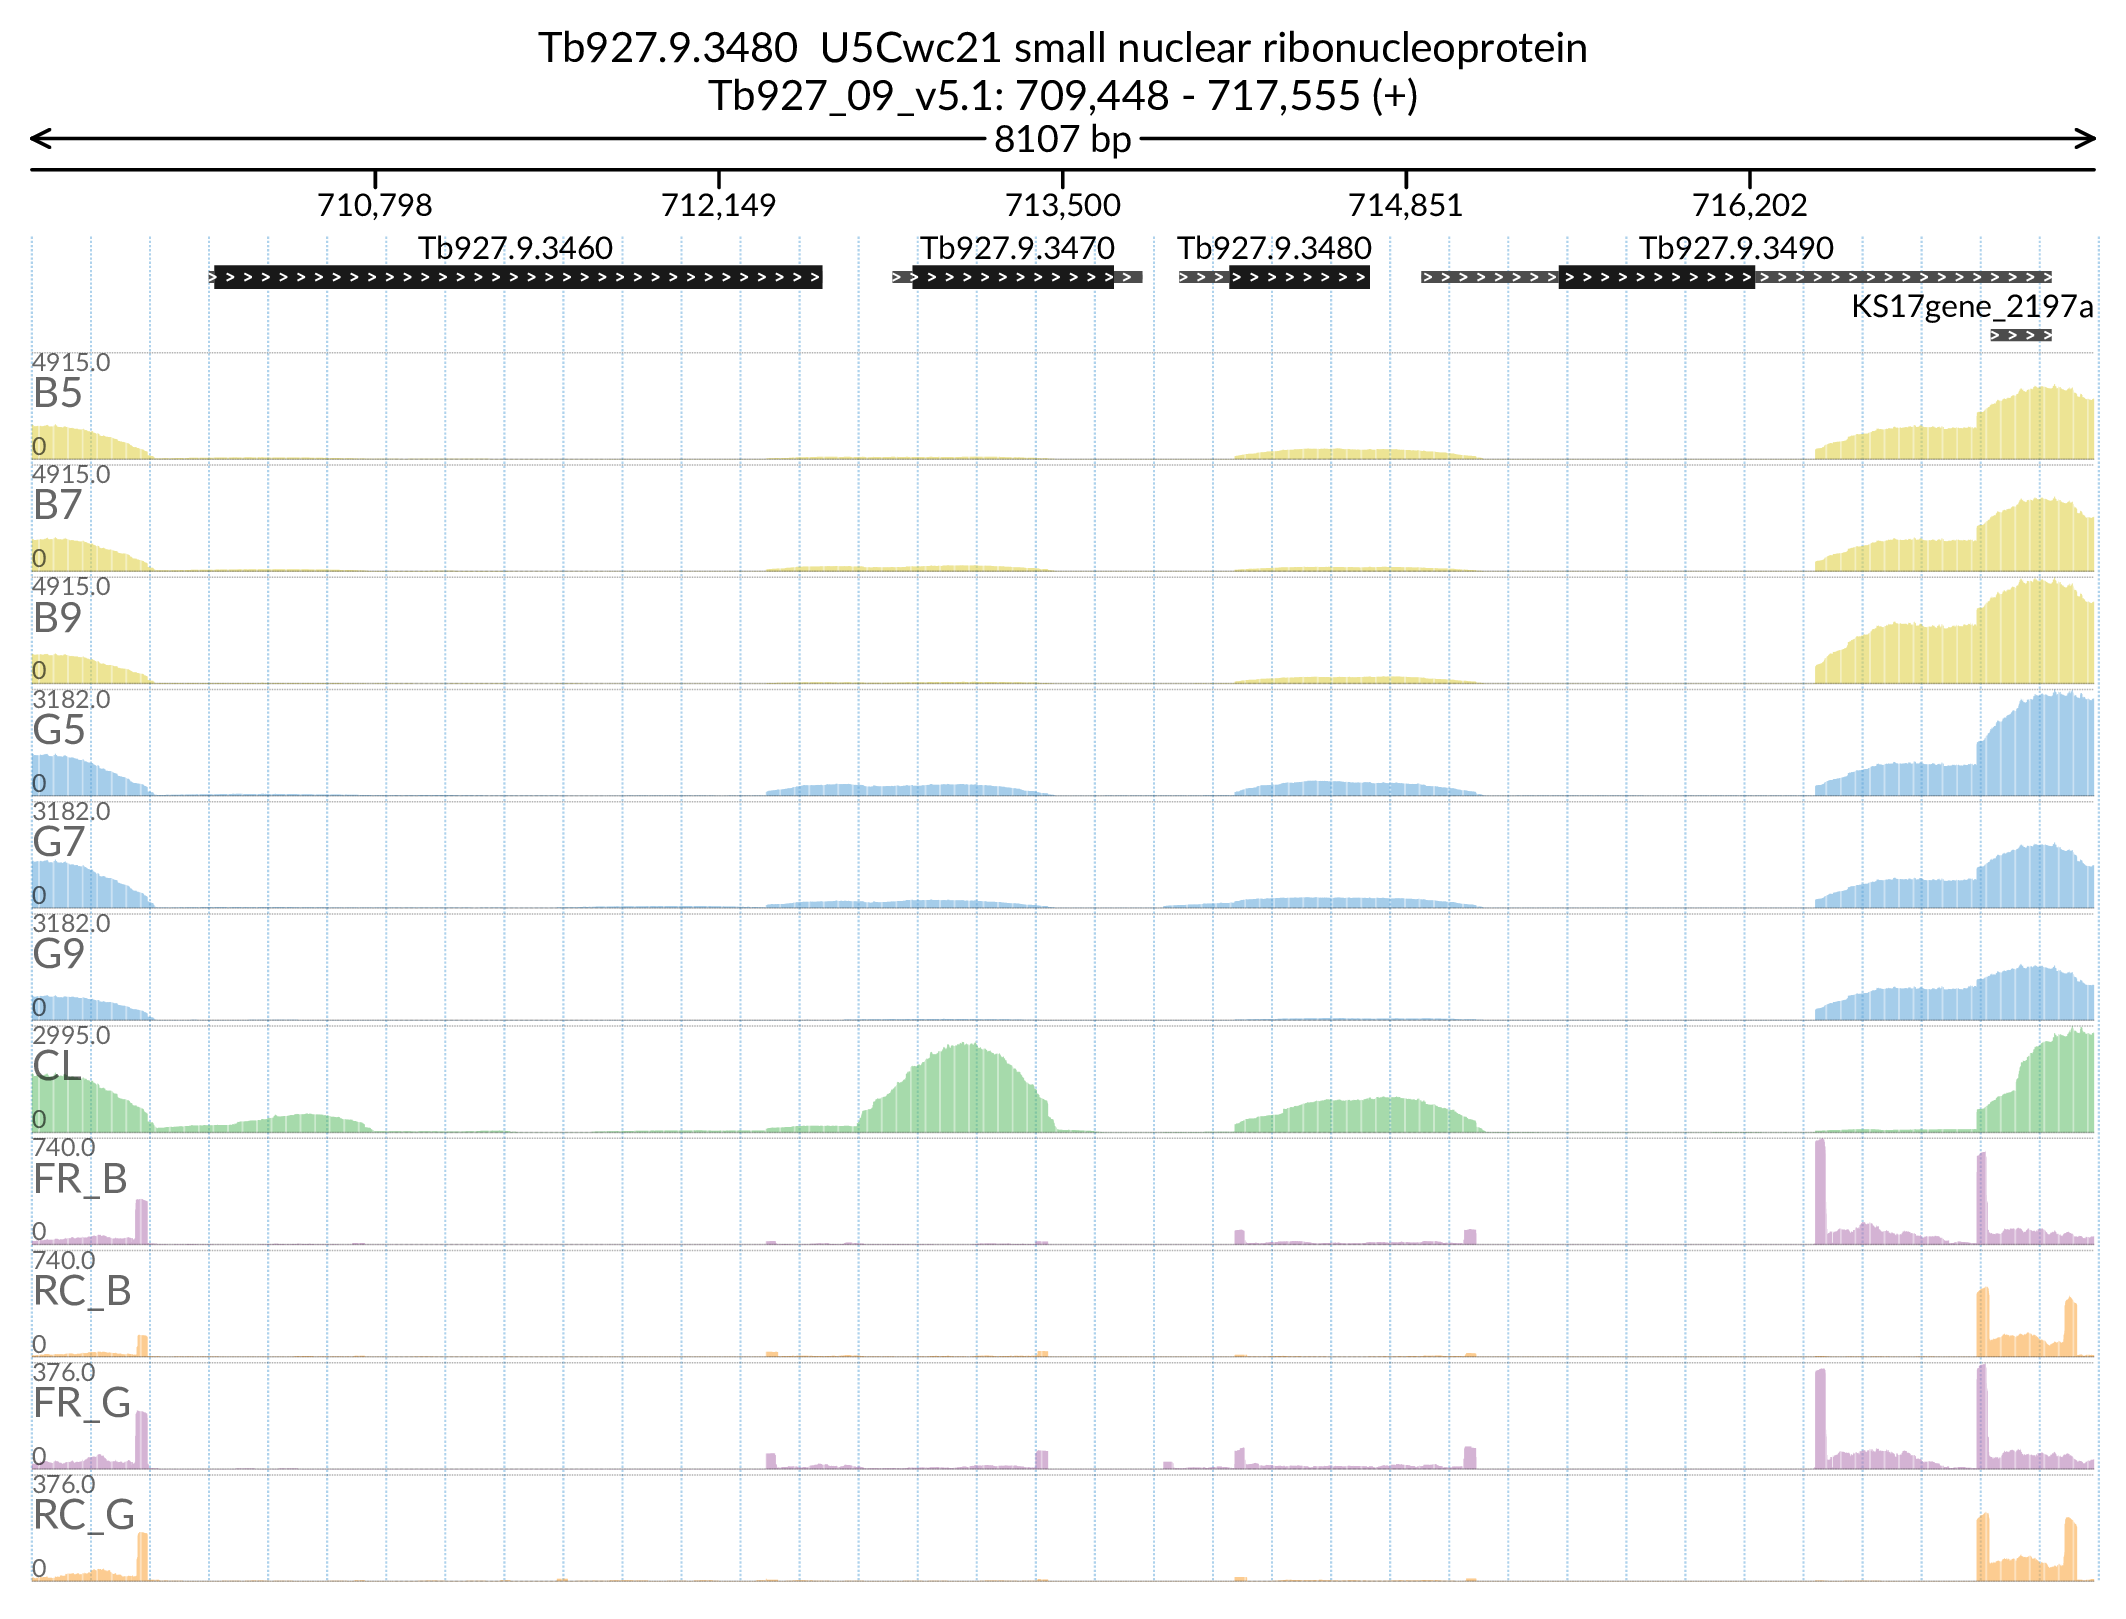 Tb927.9.3480  U5Cwc21 small nuclear ribonucleoprotein
Tb927_09_v5.1: 709,448 - 717,555 (+)
8107 bp
710,798 712,149 713,500 714,851 716,202
Tb927.9.3460 Tb927.9.3470 Tb927.9.3480 Tb927.9.3490
KS17gene_2197a
4915.0
B5
0
4915.0
B7
0
4915.0
B9
0
3182.0
G5
0
3182.0
G7
0
3182.0
G9
0
2995.0
CL
0
740.0
FR_B
0
740.0
RC_B
0
376.0
FR_G
0
376.0
RC_G
0